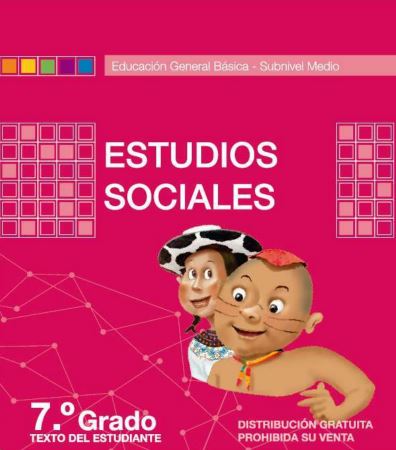 Educación General Básica - Subnivel Medio
ESTUDIOS
SOCIALES
7.º Grado
TEXTO DEL ESTUDIANTE
DISTRIBUCIÓN GRATUITA
PROHIBIDA SU VENTA